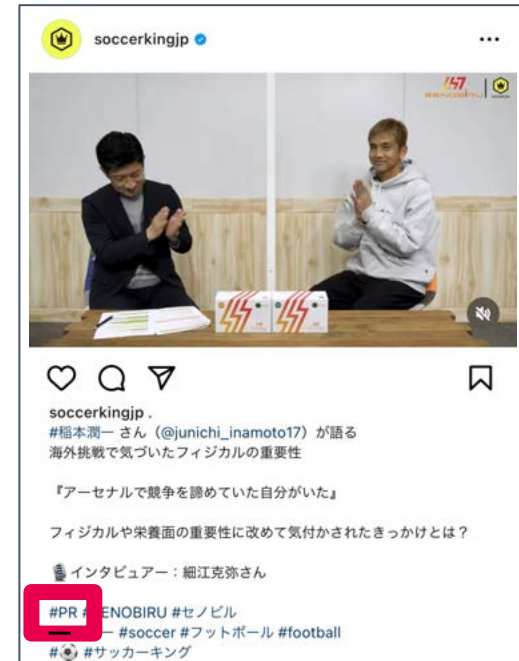 soccerkingjp
SENOBIRU
soccerkingjp .
#稲本潤一 さん（@junichi_inamoto17）が語る
海外挑戦で気づいたフィジカルの重要性
『アーセナルで競争を諦めていた自分がいた』
フィジカルや栄養面の重要性に改めて気付かされたきっかけとは？
インタビュアー：細江克弥さん
#PR #ENOBIRU #セノビル
ー #soccer #フットボール #football
#⚽ #サッカーキング